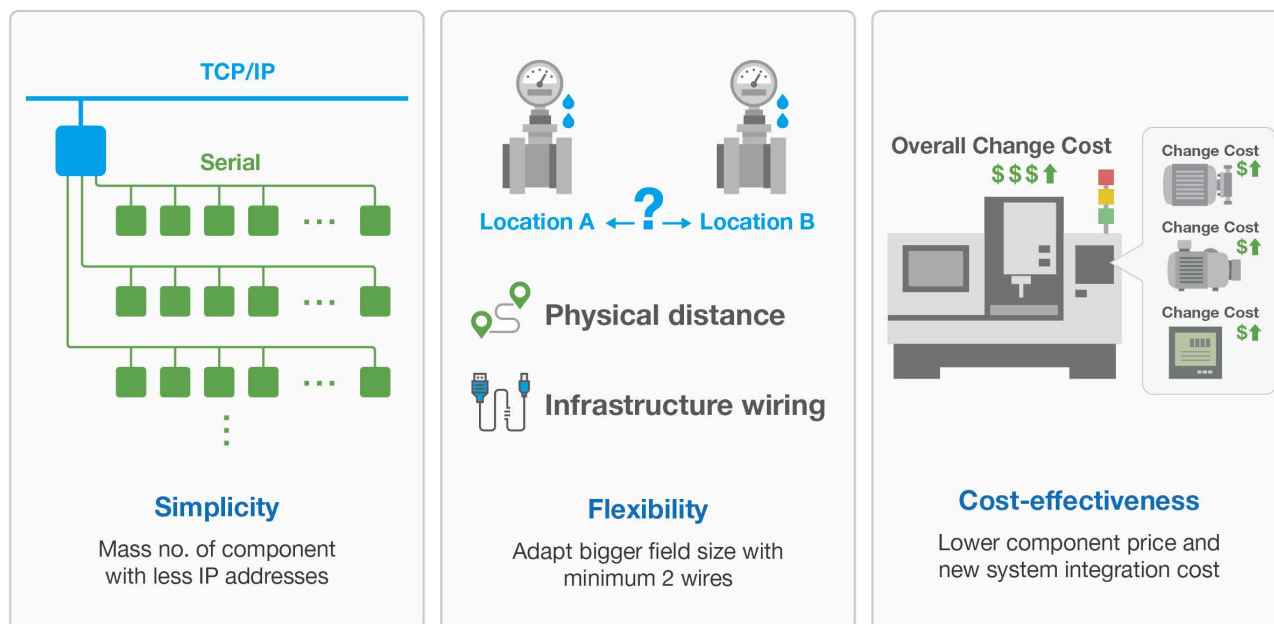 TCP/IP
Serial
Simplicity
Mass no. of component
with less IP addresses
Location A
?
Location B
Physical distance
Infrastructure wiring
Flexibility
Adapt bigger field size with
minimum 2 wires
Overall Change Cost
$$$
Change Cost
$
Change Cost
$
Change Cost
$
Cost-effectiveness
Lower component price and
new system integration cost